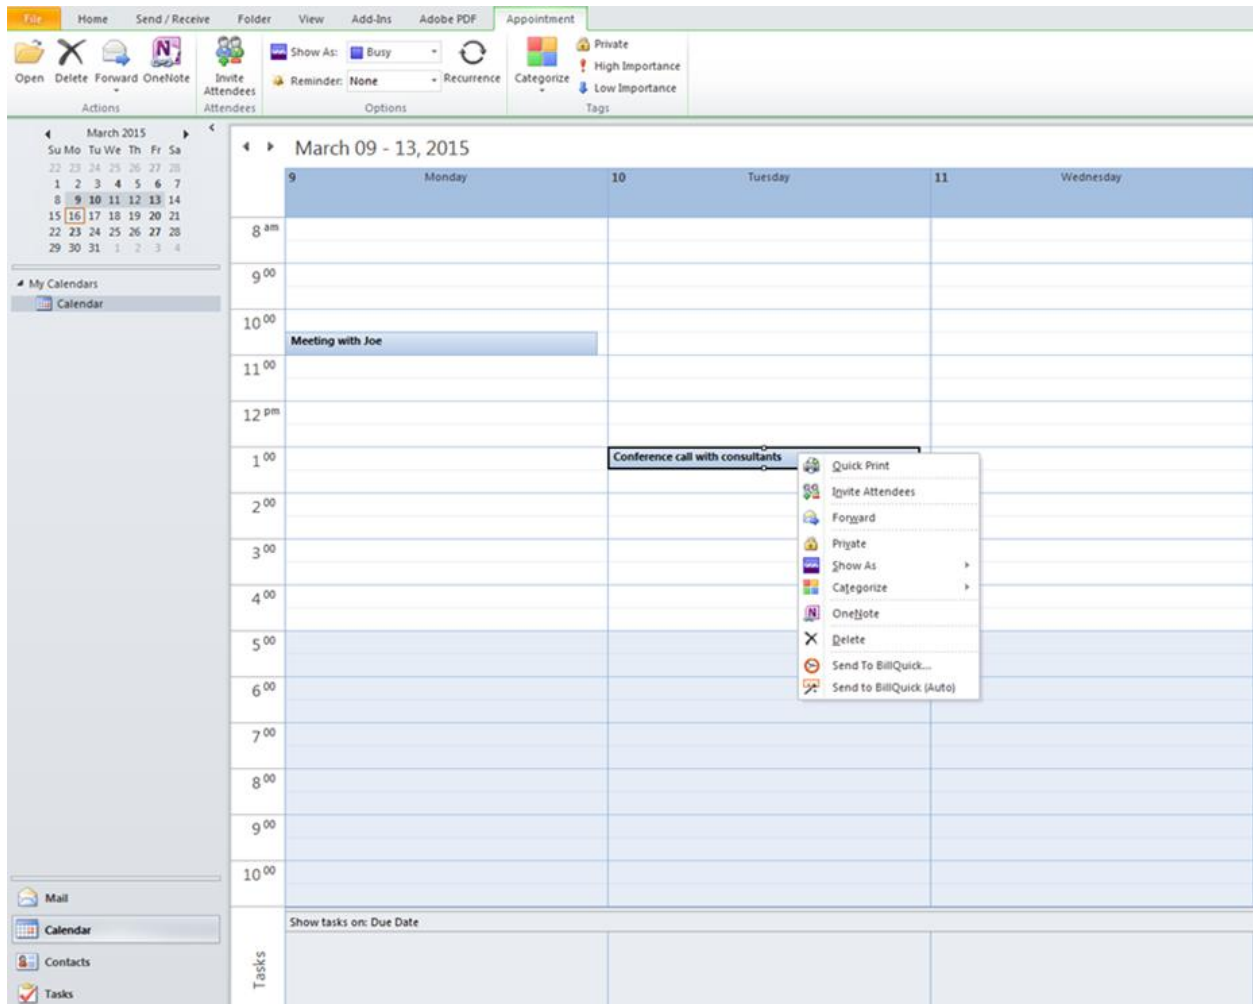 File Home Send / Receive Folder View Add-Ins Adobe PDF Appointment
Open Delete Forward OneNote Invite Attendees Show As: Busy Recurrence Categorize Private
High Importance
Reminder: None Low Importance
Actions Attendees Options Tags
March 2015
Su Mo Tu We Th Fr Sa
22 23 24 25 26 27 28
1 2 3 4 5 6 7
8 9 10 11 12 13 14
15 16 17 18 19 20 21
22 23 24 25 26 27 28
29 30 31 1 2 3 4
My Calendars
Calendar
March 09 - 13, 2015
9 Monday 10 Tuesday 11 Wednesday
8 am
9 00
10 00
Meeting with Joe
11 00
12 pm
1 00
Conference call with consultants
2 00
3 00
4 00
5 00
6 00
7 00
8 00
9 00
10 00
Quick Print
Invite Attendees
Forward
Private
Show As
Categorize
OneNote
Delete
Send To BillQuick...
Send to BillQuick (Auto)
Tasks
Show tasks on: Due Date
Mail
Calendar
Contacts
Tasks